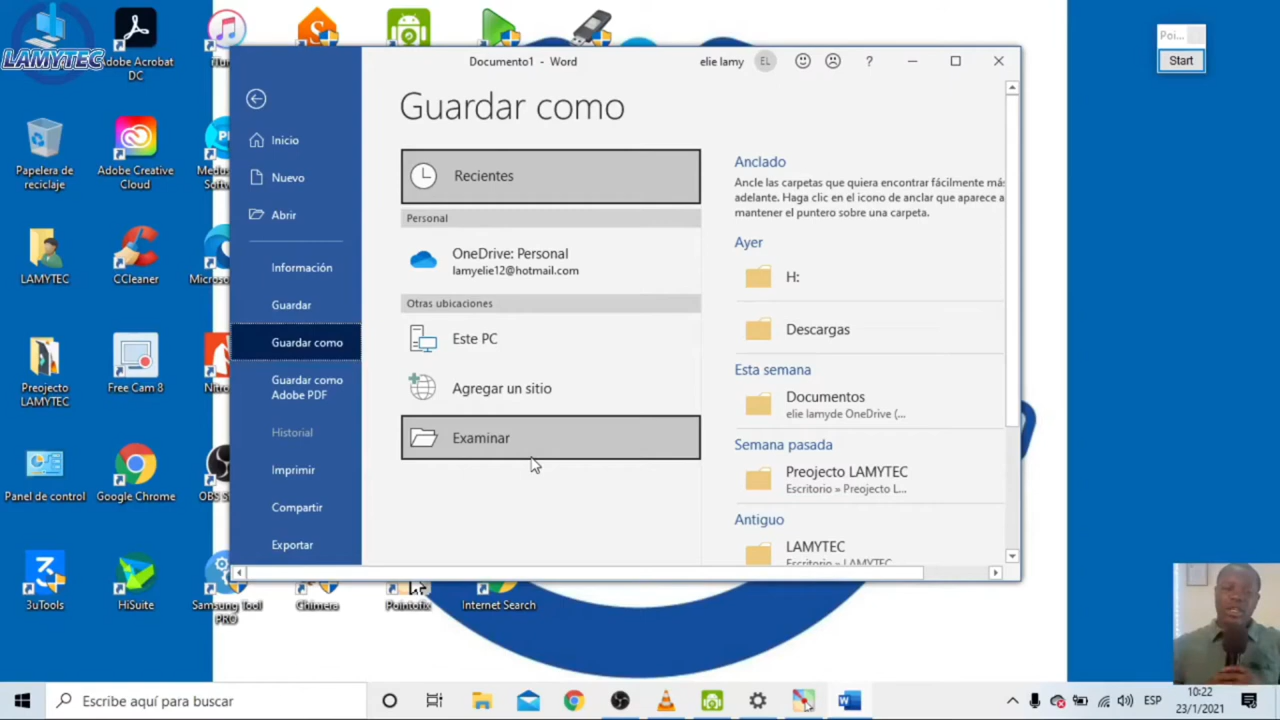 LAMYTEC
Adobe Acrobat
DC
Papelera de
reciclaje
Adobe Creative
Cloud
LAMYTEC
CCleaner
Preojecto
LAMYTEC
Free Cam 8
Panel de control
Google Chrome
3uTools
HiSuite
Samsung Tool
PRO
Chimera
Pointofix
Internet Search
Documento1 - Word
elie lamy
EL
?
Inicio
Nuevo
Abrir
Información
Guardar
Guardar como
Guardar como
Adobe PDF
Historial
Imprimir
Compartir
Exportar
Guardar como
Recientes
Personal
OneDrive: Personal
lamyelie12@hotmail.com
Otras ubicaciones
Este PC
Agregar un sitio
Examinar
Anclado
Ancle las carpetas que quiera encontrar fácilmente más
adelante. Haga clic en el icono de anclar que aparece a
mantener el puntero sobre una carpeta.
Ayer
H:
Descargas
Esta semana
Documentos
elie lamyde OneDrive (...
Semana pasada
Preojecto LAMYTEC
Escritorio » Preojecto L...
Antiguo
LAMYTEC
Escritorio » LAMYTEC
Poi...
Start
Escribe aquí para buscar
ESP
10:22
23/1/2021